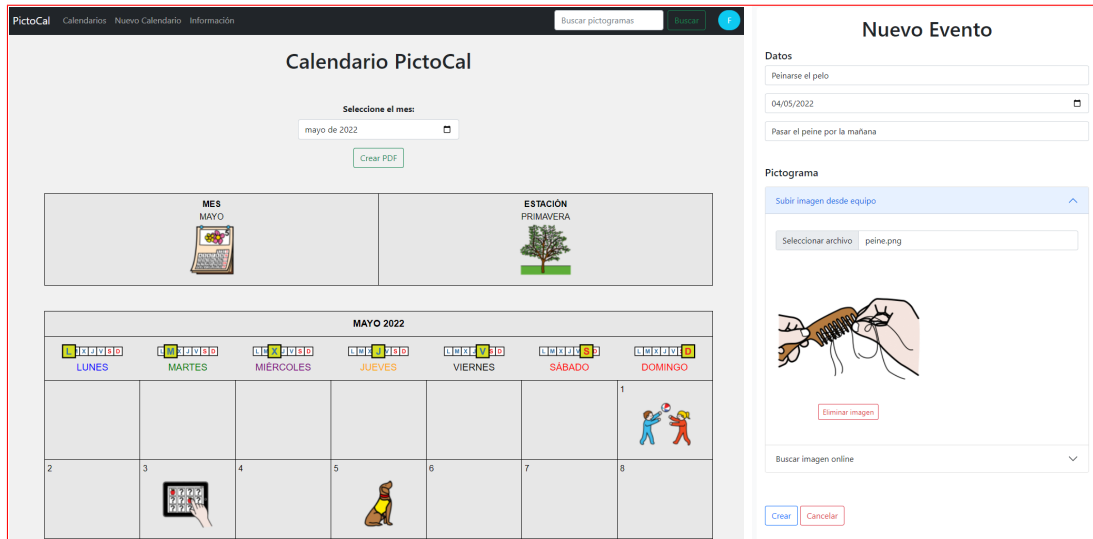 PictoCal Calendarios Nuevo Calendario Información Buscar pictogramas Buscar F
Calendario PictoCal
Seleccione el mes:
mayo de 2022
Crear PDF
MES
MAYO
ESTACIÓN
PRIMAVERA
MAYO 2022
L M X J V S D L M X J V S D L M X J V S D L M X J V S D L M X J V S D L M X J V S D L M X J V S D
LUNES MARTES MIÉRCOLES JUEVES VIERNES SÁBADO DOMINGO
1
2 3 4 5 6 7 8
Nuevo Evento
Datos
Peinarse el pelo
04/05/2022
Pasar el peine por la mañana
Pictograma
Subir imagen desde equipo
Seleccionar archivo peine.png
Eliminar imagen
Buscar imagen online
Crear Cancelar